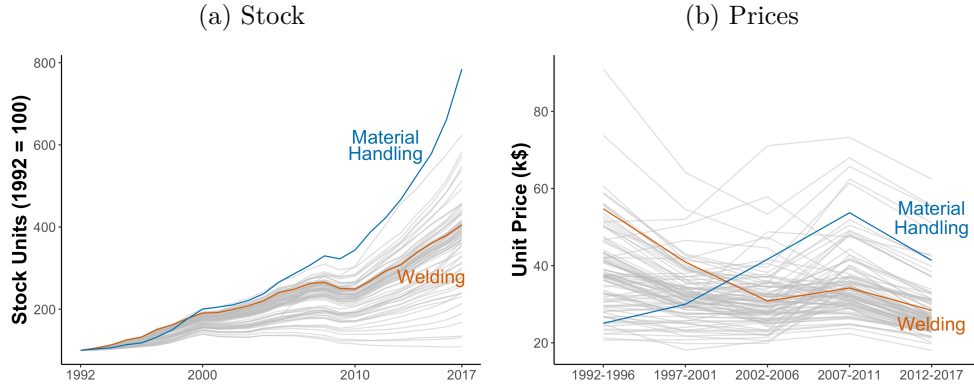 (a) Stock
Stock Units (1992 = 100)
800
600
400
200
1992
2000
2010
2017
Material
Handling
Welding
(b) Prices
Unit Price (k$)
80
60
40
20
1992-1996
1997-2001
2002-2006
2007-2011
2012-2017
Material
Handling
Welding